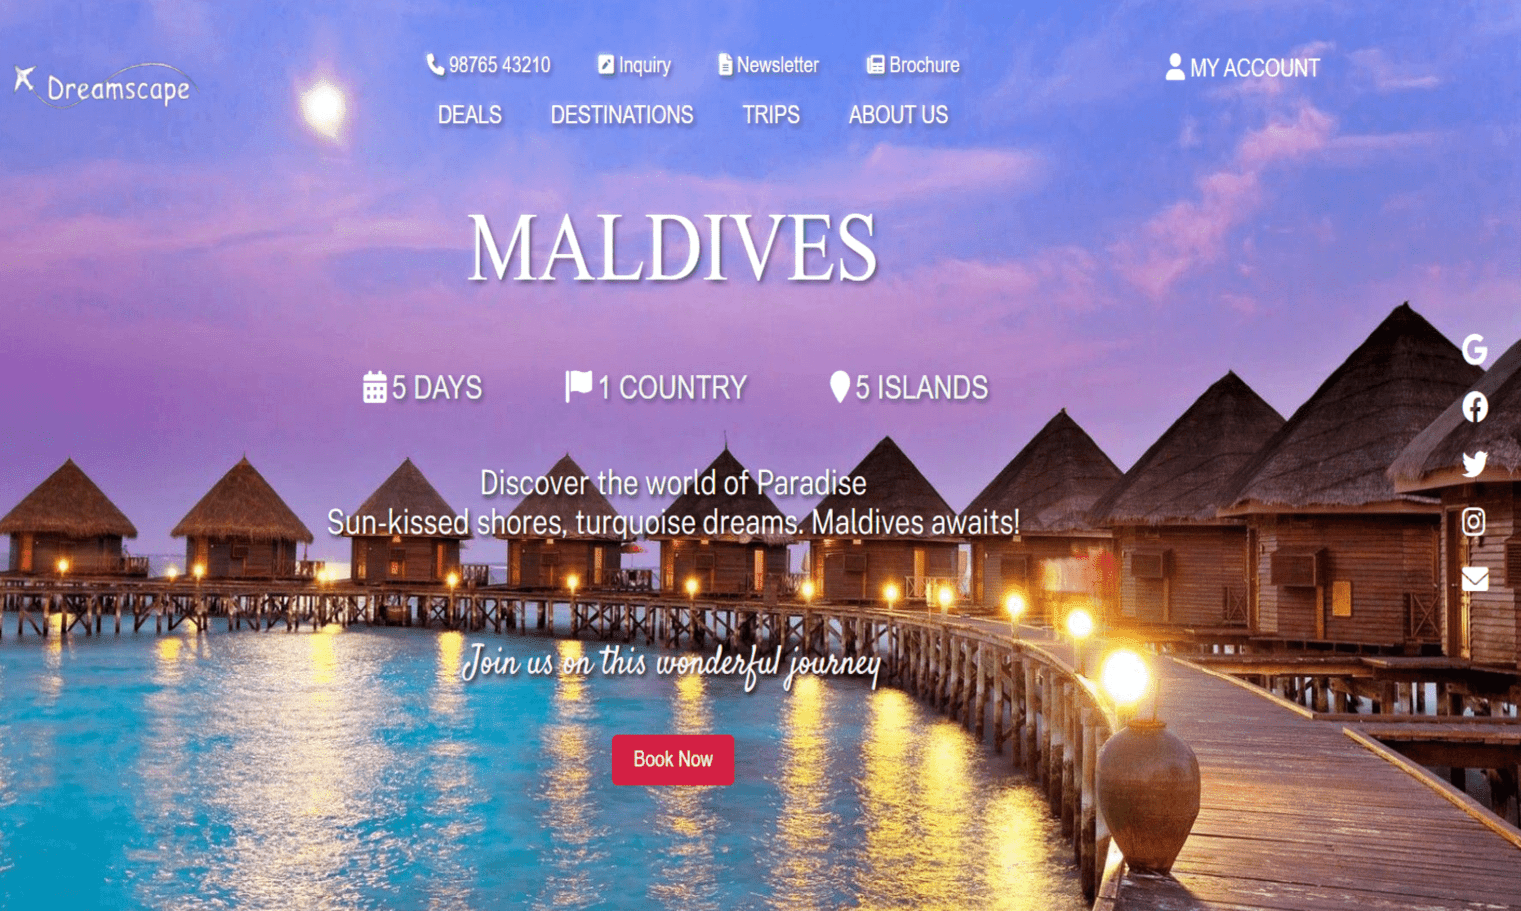 Dreamscape
98765 43210 Inquiry Newsletter Brochure
MY ACCOUNT
DEALS DESTINATIONS TRIPS ABOUT US
MALDIVES
5 DAYS 1 COUNTRY 5 ISLANDS
Discover the world of Paradise
Sun-kissed shores, turquoise dreams. Maldives awaits!
Join us on this wonderful journey
Book Now